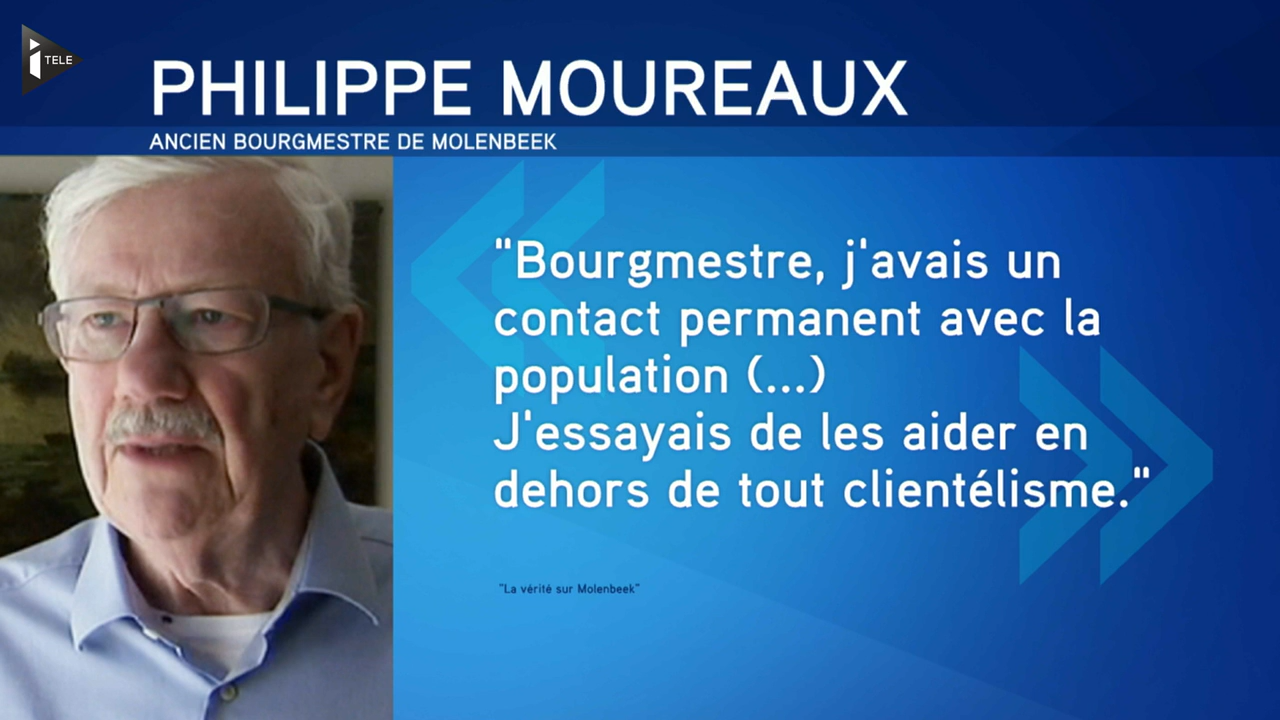 i TELE
PHILIPPE MOUREAUX
ANCIEN BOURGMESTRE DE MOLENBEEK
"Bourgmestre, j'avais un
contact permanent avec la
population (...)
J'essayais de les aider en
dehors de tout clientélisme."
"La vérité sur Molenbeek"